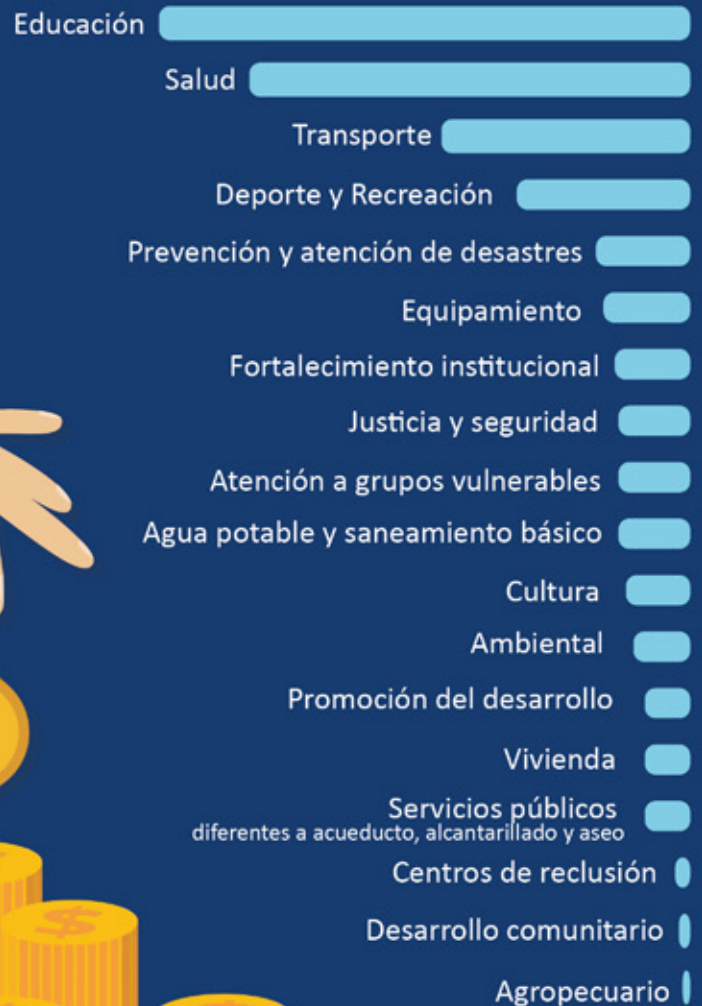 Educación
Salud
Transporte
Deporte y Recreación
Prevención y atención de desastres
Equipamiento
Fortalecimiento institucional
Justicia y seguridad
Atención a grupos vulnerables
Agua potable y saneamiento básico
Cultura
Ambiental
Promoción del desarrollo
Vivienda
Servicios públicos
diferentes a acueducto, alcantarillado y aseo
Centros de reclusión
Desarrollo comunitario
$
Agropecuario